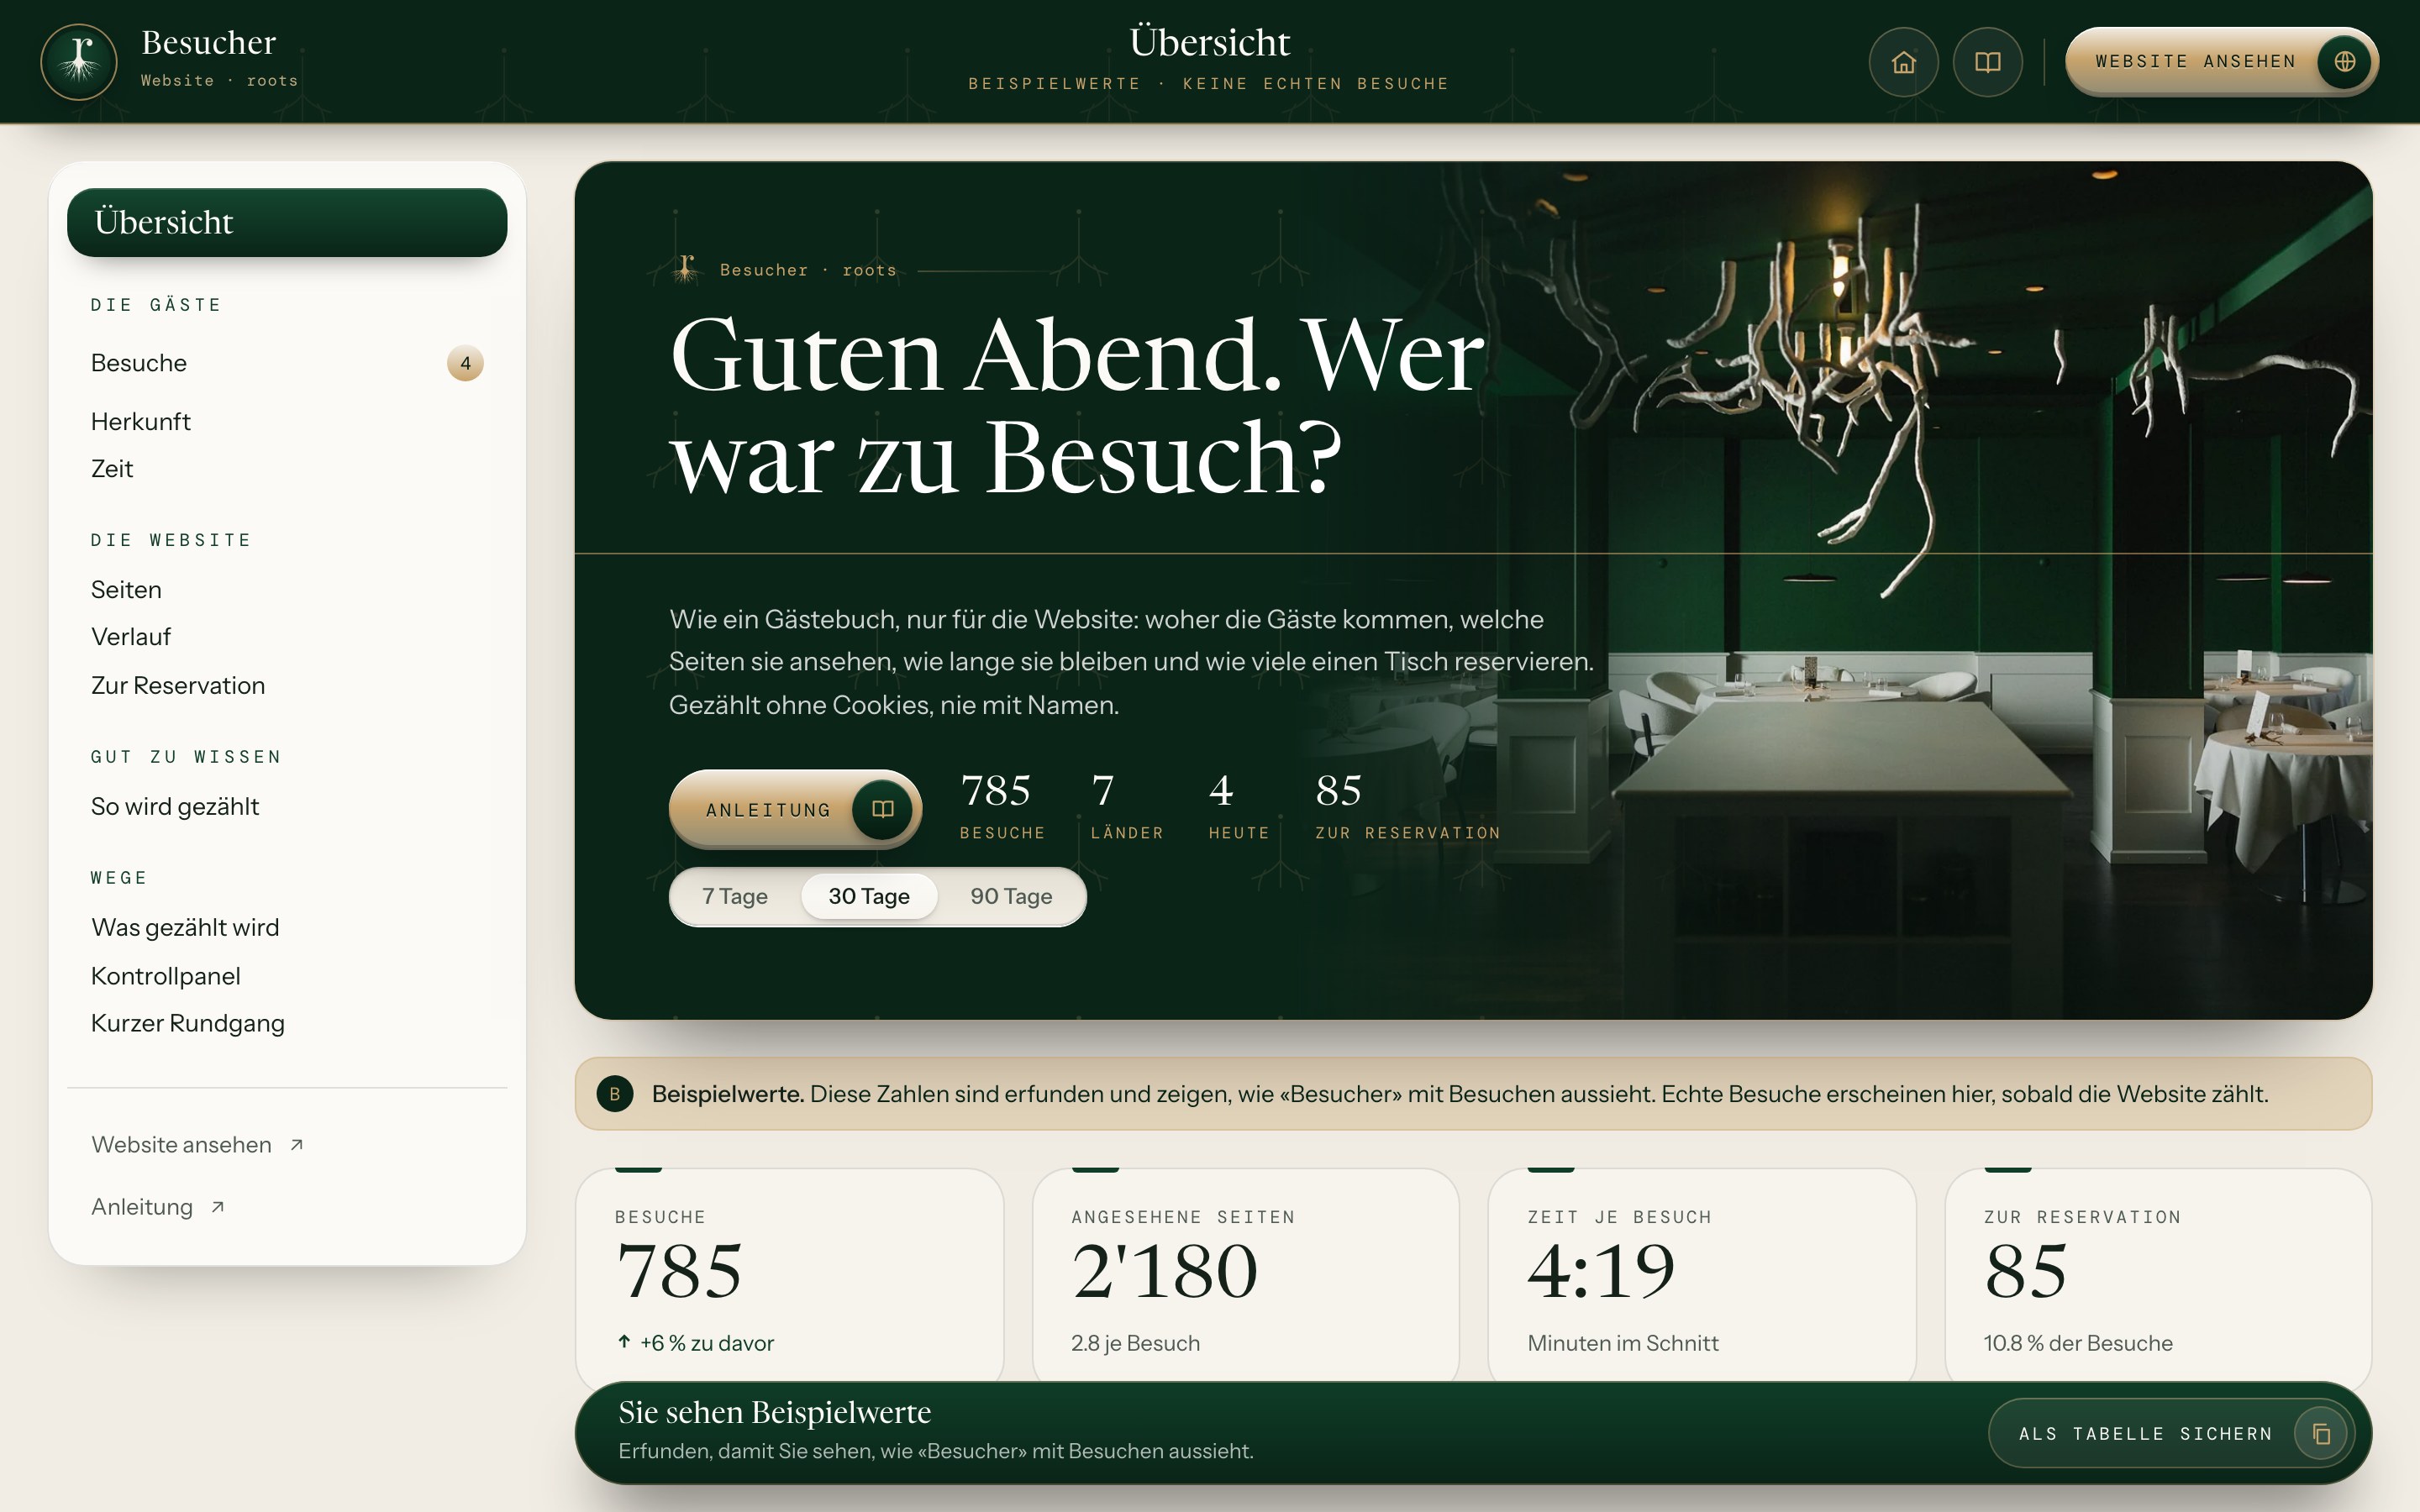 Besucher
Website · roots
Übersicht
BEISPIELWERTE · KEINE ECHTEN BESUCHE
WEBSITE ANSEHEN
Übersicht
DIE GÄSTE
Besuche 4
Herkunft
Zeit
DIE WEBSITE
Seiten
Verlauf
Zur Reservation
GUT ZU WISSEN
So wird gezählt
WEGE
Was gezählt wird
Kontrollpanel
Kurzer Rundgang
Website ansehen
Anleitung
Besucher · roots
Guten Abend. Wer
war zu Besuch?
Wie ein Gästebuch, nur für die Website: woher die Gäste kommen, welche
Seiten sie ansehen, wie lange sie bleiben und wie viele einen Tisch reservieren.
Gezählt ohne Cookies, nie mit Namen.
ANLEITUNG
785 7 4 85
BESUCHE LÄNDER HEUTE ZUR RESERVATION
7 Tage 30 Tage 90 Tage
B Beispielwerte. Diese Zahlen sind erfunden und zeigen, wie «Besucher» mit Besuchen aussieht. Echte Besuche erscheinen hier, sobald die Website zählt.
BESUCHE
785
+6 % zu davor
ANGESEHENE SEITEN
2'180
2.8 je Besuch
ZEIT JE BESUCH
4:19
Minuten im Schnitt
ZUR RESERVATION
85
10.8 % der Besuche
Sie sehen Beispielwerte
Erfunden, damit Sie sehen, wie «Besucher» mit Besuchen aussieht.
ALS TABELLE SICHERN